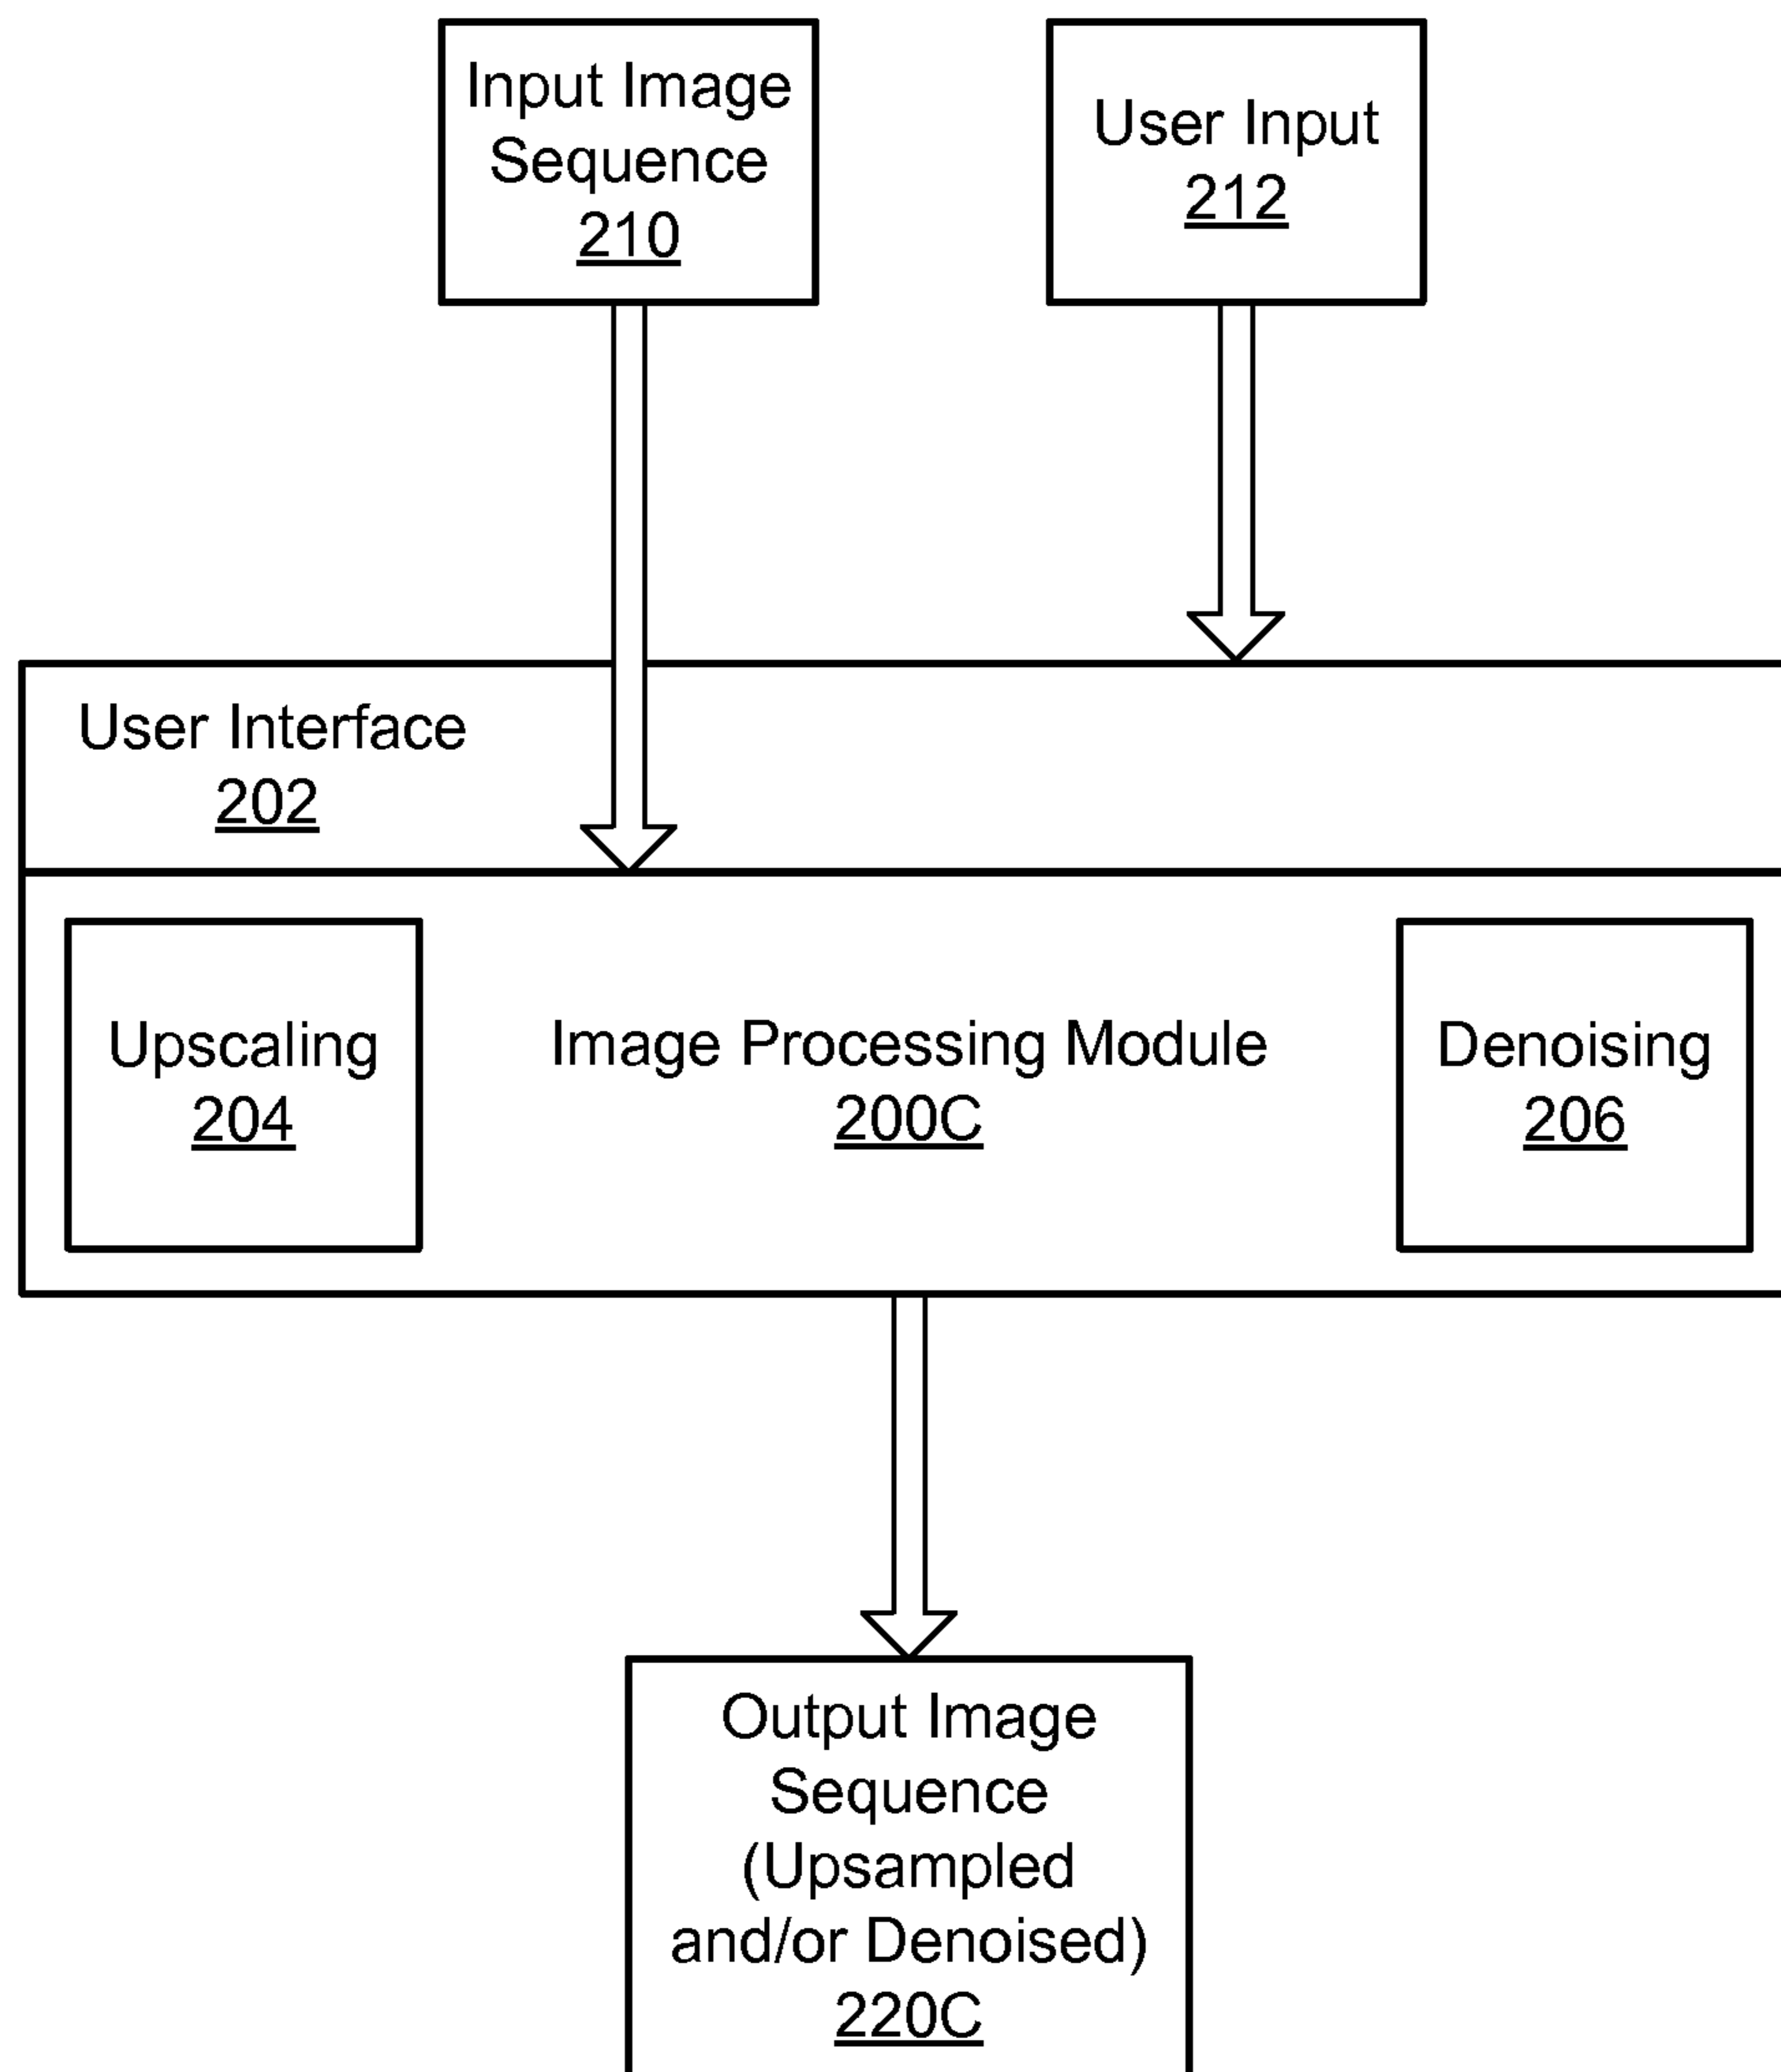 Input Image
Sequence
210
User Input
212
User Interface
202
Upscaling
204
Image Processing Module
200C
Denoising
206
Output Image
Sequence
(Upsampled
and/or Denoised)
220C